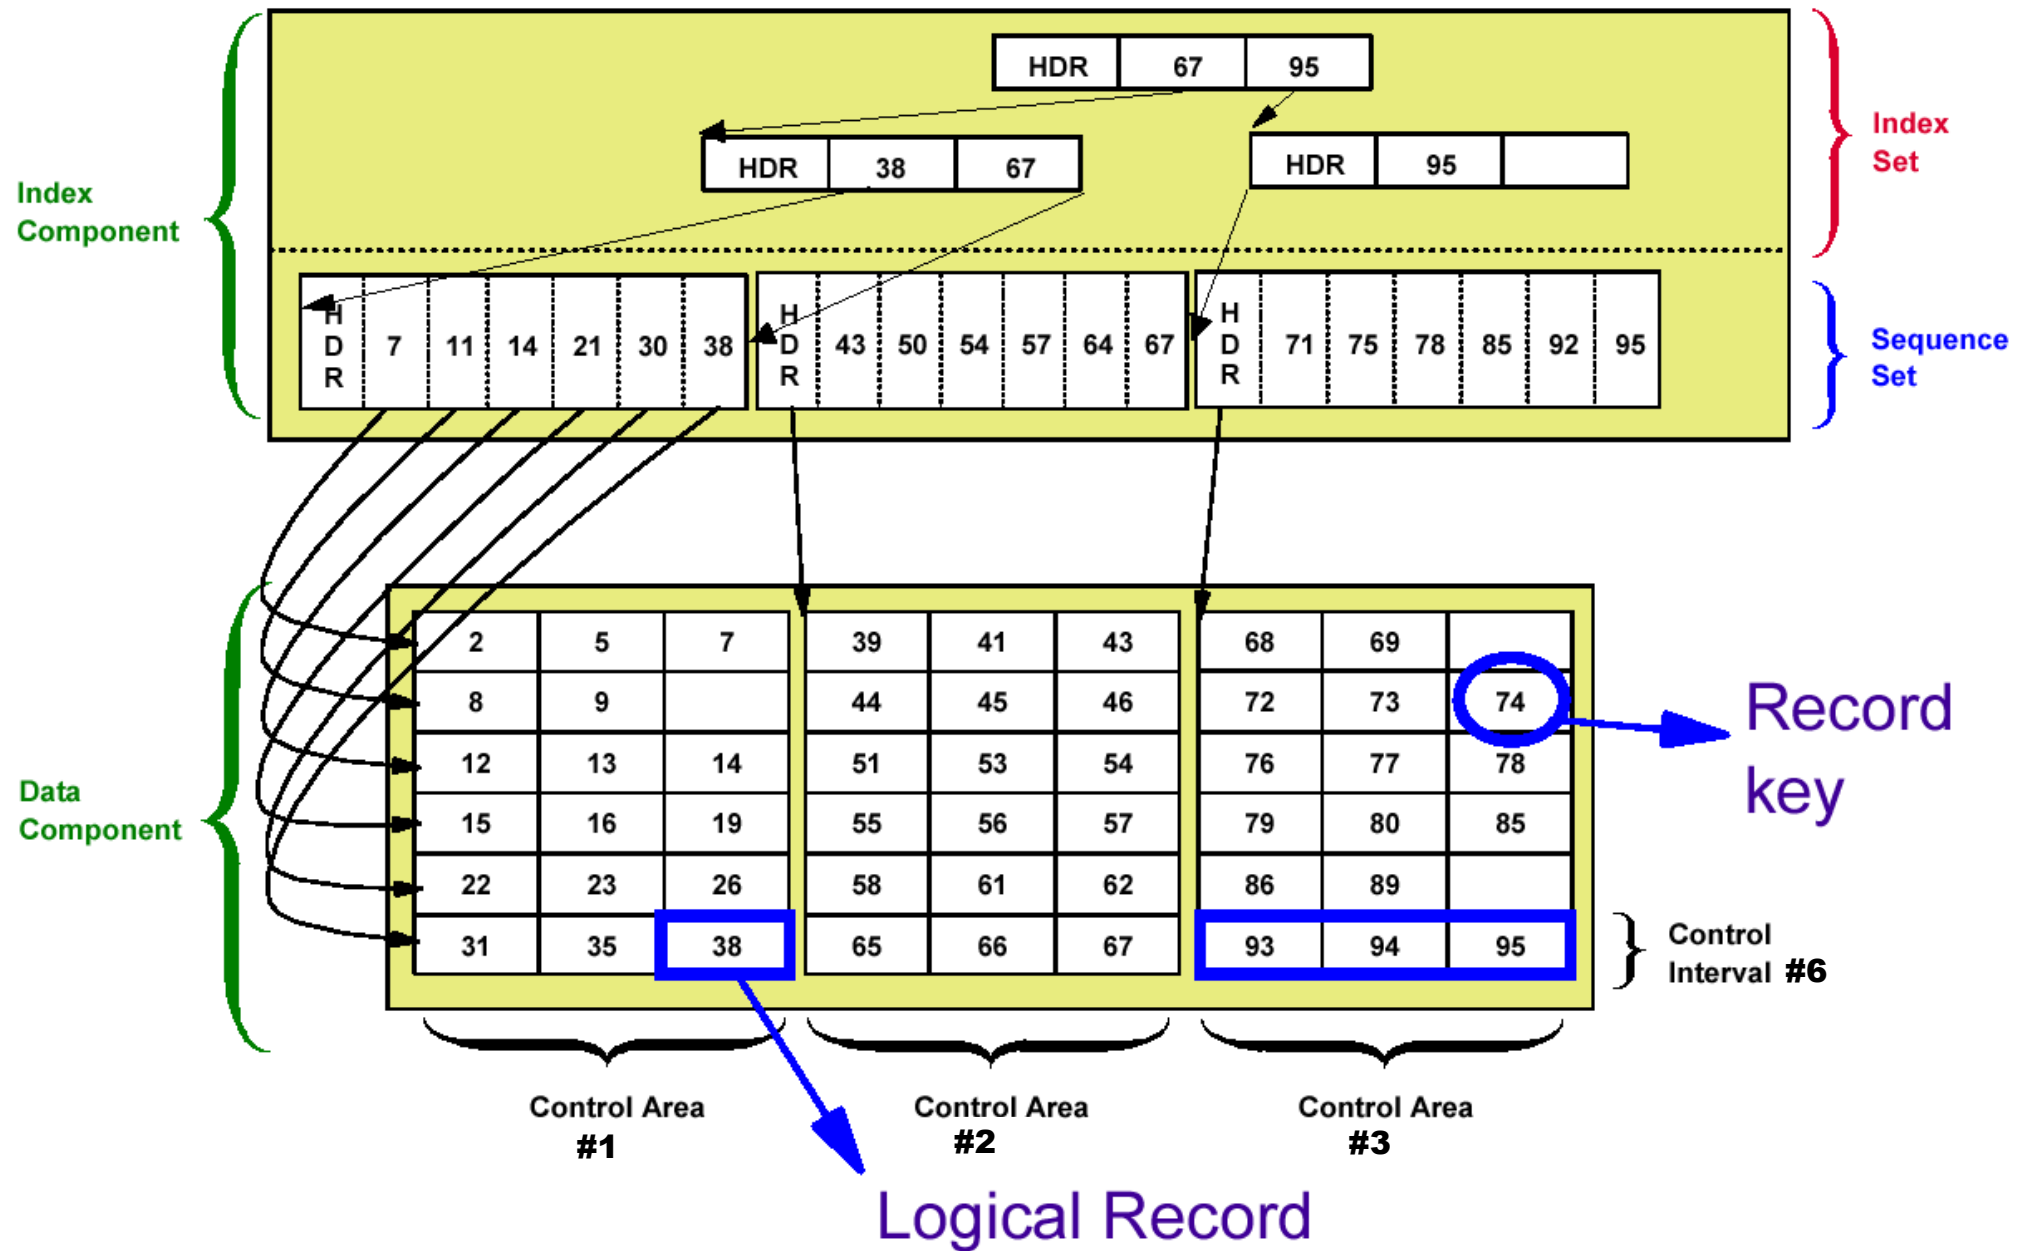 HDR 67 95
Index
Set
HDR 38 67
HDR 95
Index
Component
H
D
R
7 11 14 21 30 38
H
D
R
43 50 54 57 64 67
H
D
R
71 75 78 85 92 95
Sequence
Set
2 5 7 39 41 43 68 69
8 9 44 45 46 72 73 74
Record
key
12 13 14 51 53 54 76 77 78
Data
Component
15 16 19 55 56 57 79 80 85
22 23 26 58 61 62 86 89
31 35 38 65 66 67 93 94 95
Control
Interval #6
Control Area
#1
Control Area
#2
Control Area
#3
Logical Record